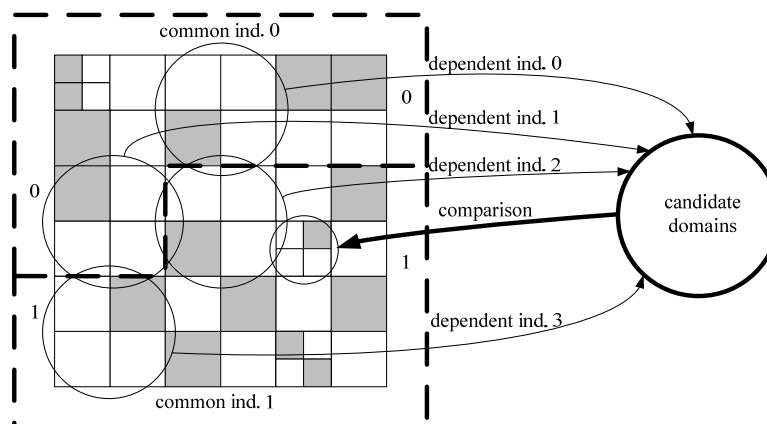 common ind. 0
dependent ind. 0
0
dependent ind. 1
dependent ind. 2
0
candidate
domains
comparison
1
1
dependent ind. 3
common ind. 1